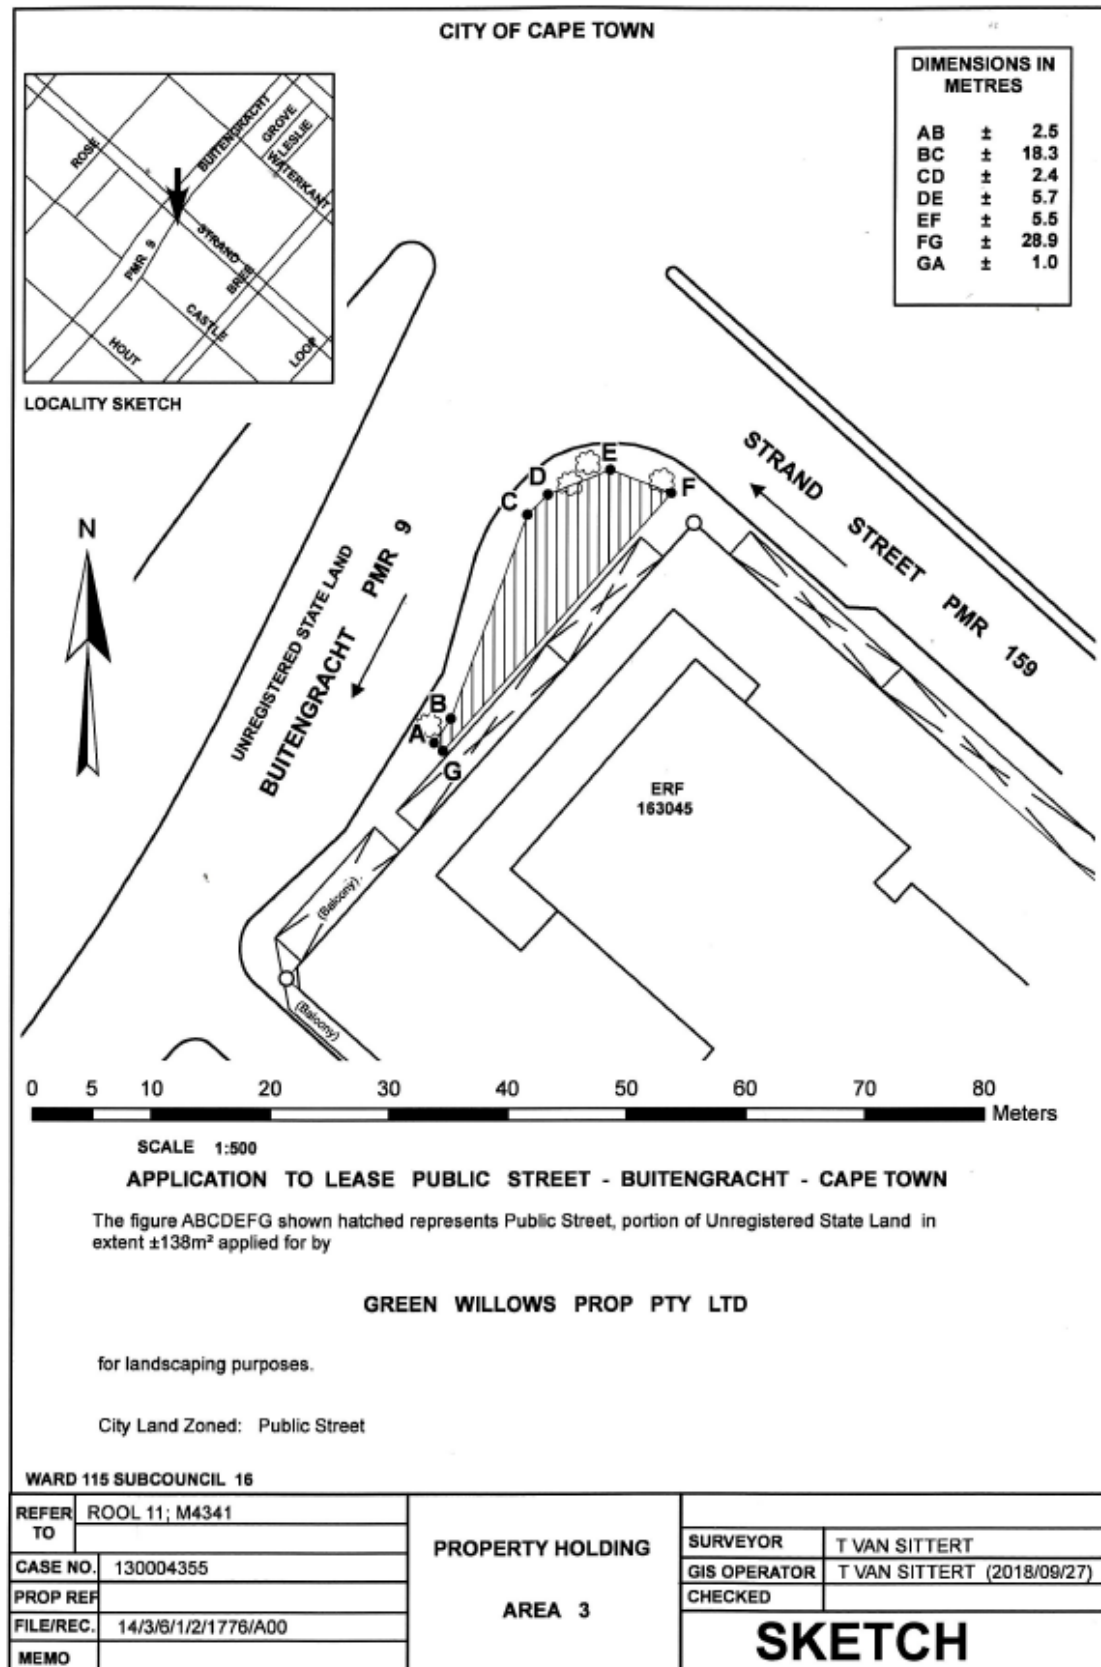 CITY OF CAPE TOWN
DIMENSIONS IN
METRES
AB ± 2.5
BC ± 18.3
CD ± 2.4
DE ± 5.7
EF ± 5.5
FG ± 28.9
GA ± 1.0
ROSE
BUITENGRACHT
GROVE
LESLIE
WATERKANT
STRAND
PMR 9
BREE
CASTLE
HOUT
LOOP
LOCALITY SKETCH
N
A
B
C
D
E
F
G
STRAND STREET PMR 159
UNREGISTERED STATE LAND
BUITENGRACHT PMR 9
ERF
163045
(Balcony)
(Balcony)
0 5 10 20 30 40 50 60 70 80 Meters
SCALE 1:500
APPLICATION TO LEASE PUBLIC STREET - BUITENGRACHT - CAPE TOWN
The figure ABCDEFG shown hatched represents Public Street, portion of Unregistered State Land in
extent ±138m² applied for by
GREEN WILLOWS PROP PTY LTD
for landscaping purposes.
City Land Zoned: Public Street
WARD 115 SUBCOUNCIL 16
REFER TO ROOL 11; M4341
CASE NO. 130004355
PROP REF
FILE/REC. 14/3/6/1/2/1776/A00
MEMO
PROPERTY HOLDING
AREA 3
SURVEYOR T VAN SITTERT
GIS OPERATOR T VAN SITTERT (2018/09/27)
CHECKED
SKETCH